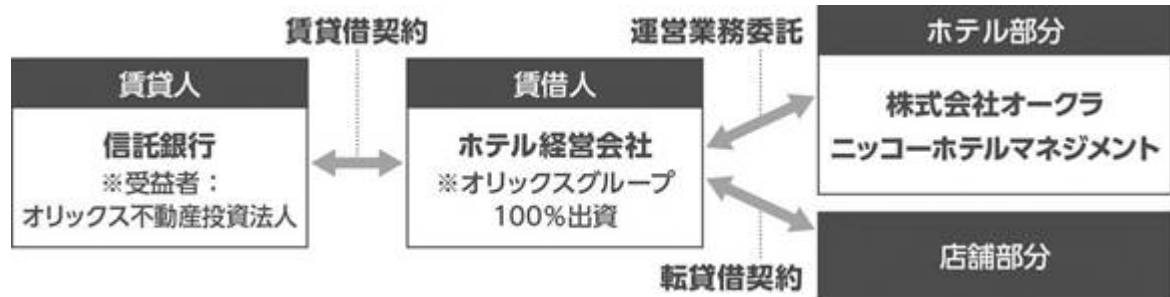 賃貸借契約
運営業務委託
ホテル部分
賃貸人
賃借人
株式会社オークラ
ニッコーホテルマネジメント
信託銀行
※受益者：
オリックス不動産投資法人
ホテル経営会社
※オリックスグループ
100%出資
転貸借契約
店舗部分